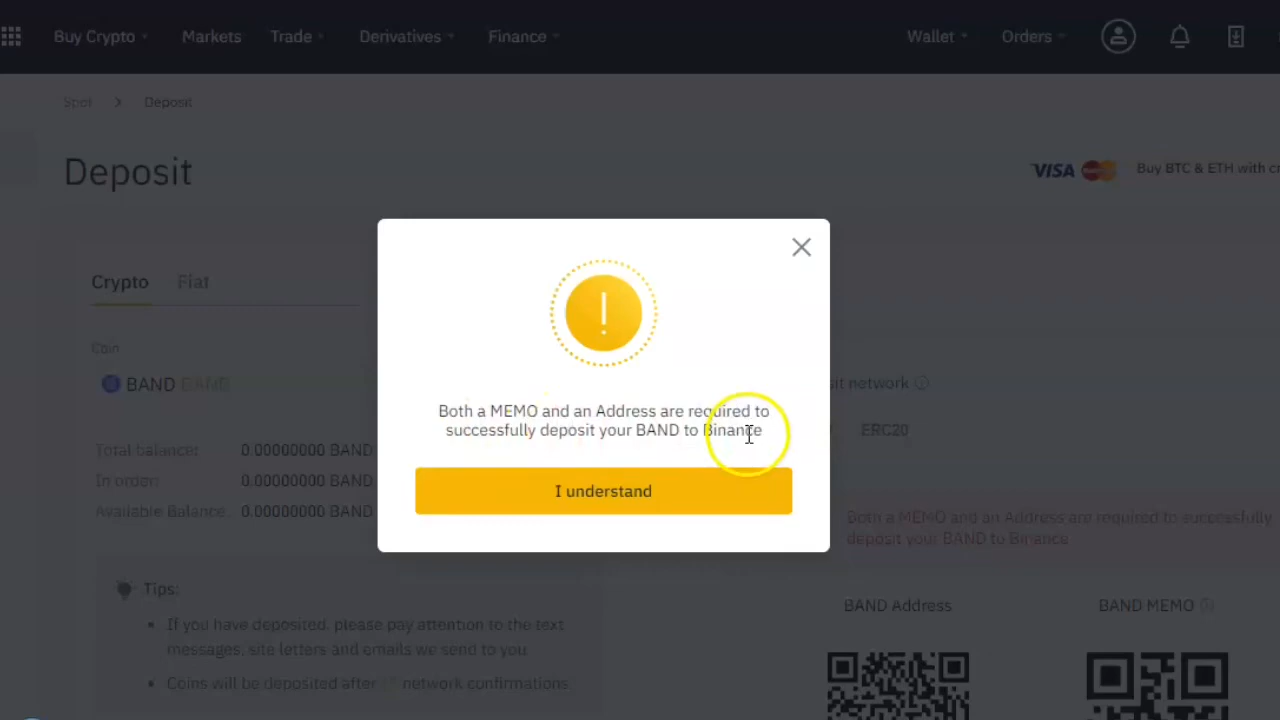 Buy Crypto Markets Trade Derivatives Finance Wallet Orders
Spot > Deposit
Deposit
VISA Buy BTC & ETH with
Crypto Fiat
Coin
BAND BAND
network
ERC20
Total balance: 0.00000000 BAND
In order: 0.00000000 BAND
Available Balance: 0.00000000 BAND
Both a MEMO and an Address are required to
successfully deposit your BAND to Binance
I understand
Both a MEMO and an Address are required to successfully
deposit your BAND to Binance
Tips:
If you have deposited, please pay attention to the text
messages, site letters and emails we send to you.
Coins will be deposited after network confirmations.
BAND Address
BAND MEMO